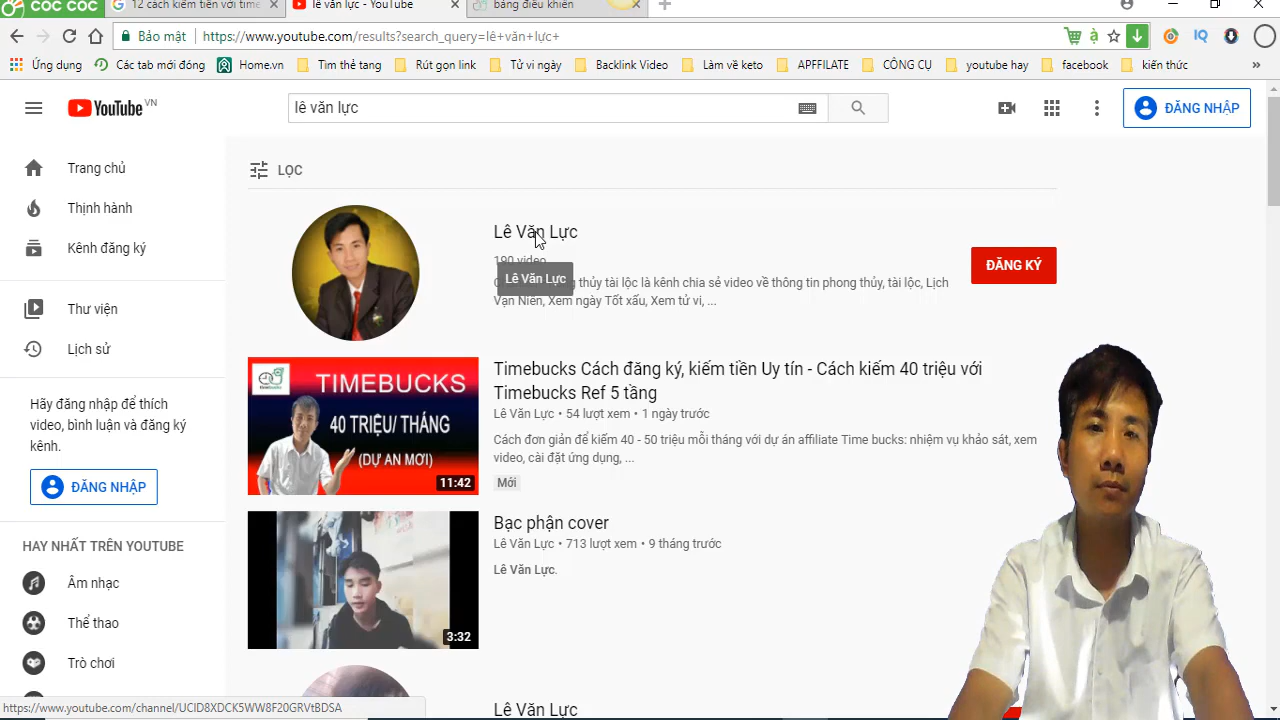 CỐC CỐC
12 cách kiếm tiền với time
lê văn lực - YouTube
bảng điều khiển
Bảo mật
https://www.youtube.com/results?search_query=lê+văn+lực+
IQ
Ứng dụng
Các tab mới đóng
Home.vn
Tìm thẻ tang
Rút gọn link
Tử vi ngày
Backlink Video
Làm về keto
APFFILATE
CÔNG CỤ
youtube hay
facebook
kiến thức
YouTube VN
lê văn lực
ĐĂNG NHẬP
Trang chủ
Thịnh hành
Kênh đăng ký
Thư viện
Lịch sử
Hãy đăng nhập để thích
video, bình luận và đăng ký
kênh.
ĐĂNG NHẬP
HAY NHẤT TRÊN YOUTUBE
Âm nhạc
Thể thao
Trò chơi
LỌC
Lê Văn Lực
190 video
Lê Văn Lực
thủy tài lộc là kênh chia sẻ video về thông tin phong thủy, tài lộc, Lịch
Vạn Niên, Xem ngày Tốt xấu, Xem tử vi, ...
ĐĂNG KÝ
TIMEBUCKS
40 TRIỆU/ THÁNG
(DỰ AN MƠI)
11:42
Timebucks Cách đăng ký, kiếm tiền Uy tín - Cách kiếm 40 triệu với
Timebucks Ref 5 tầng
Lê Văn Lực • 54 lượt xem • 1 ngày trước
Cách đơn giản để kiếm 40 - 50 triệu mỗi tháng với dự án affiliate Time bucks: nhiệm vụ khảo sát, xem
video, cài đặt ứng dụng, ...
Mới
3:32
Bạc phận cover
Lê Văn Lực • 713 lượt xem • 9 tháng trước
Lê Văn Lực.
Lê Văn Lực
https://www.youtube.com/channel/UCID8XDCK5WW8F20GRVtBDSA